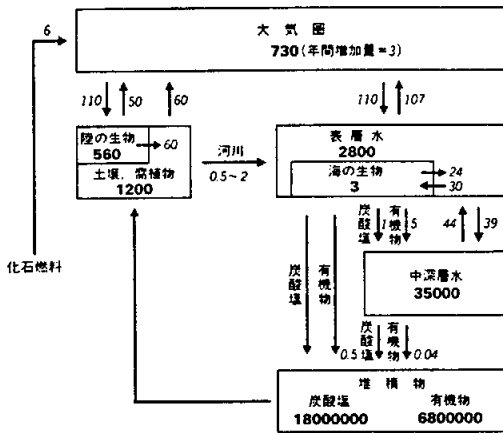 6
大気圏
730(年間増加量=3)
110
50
60
110
107
陸の生物
560
60
土壌, 腐植物
1200
河川
0.5~2
表層水
2800
海の生物
3
24
30
化石燃料
炭酸塩
有機物
炭酸塩
1
有機物
5
44
39
中深層水
35000
炭酸塩
有機物
0.5
0.04
堆積物
炭酸塩 有機物
18000000 6800000